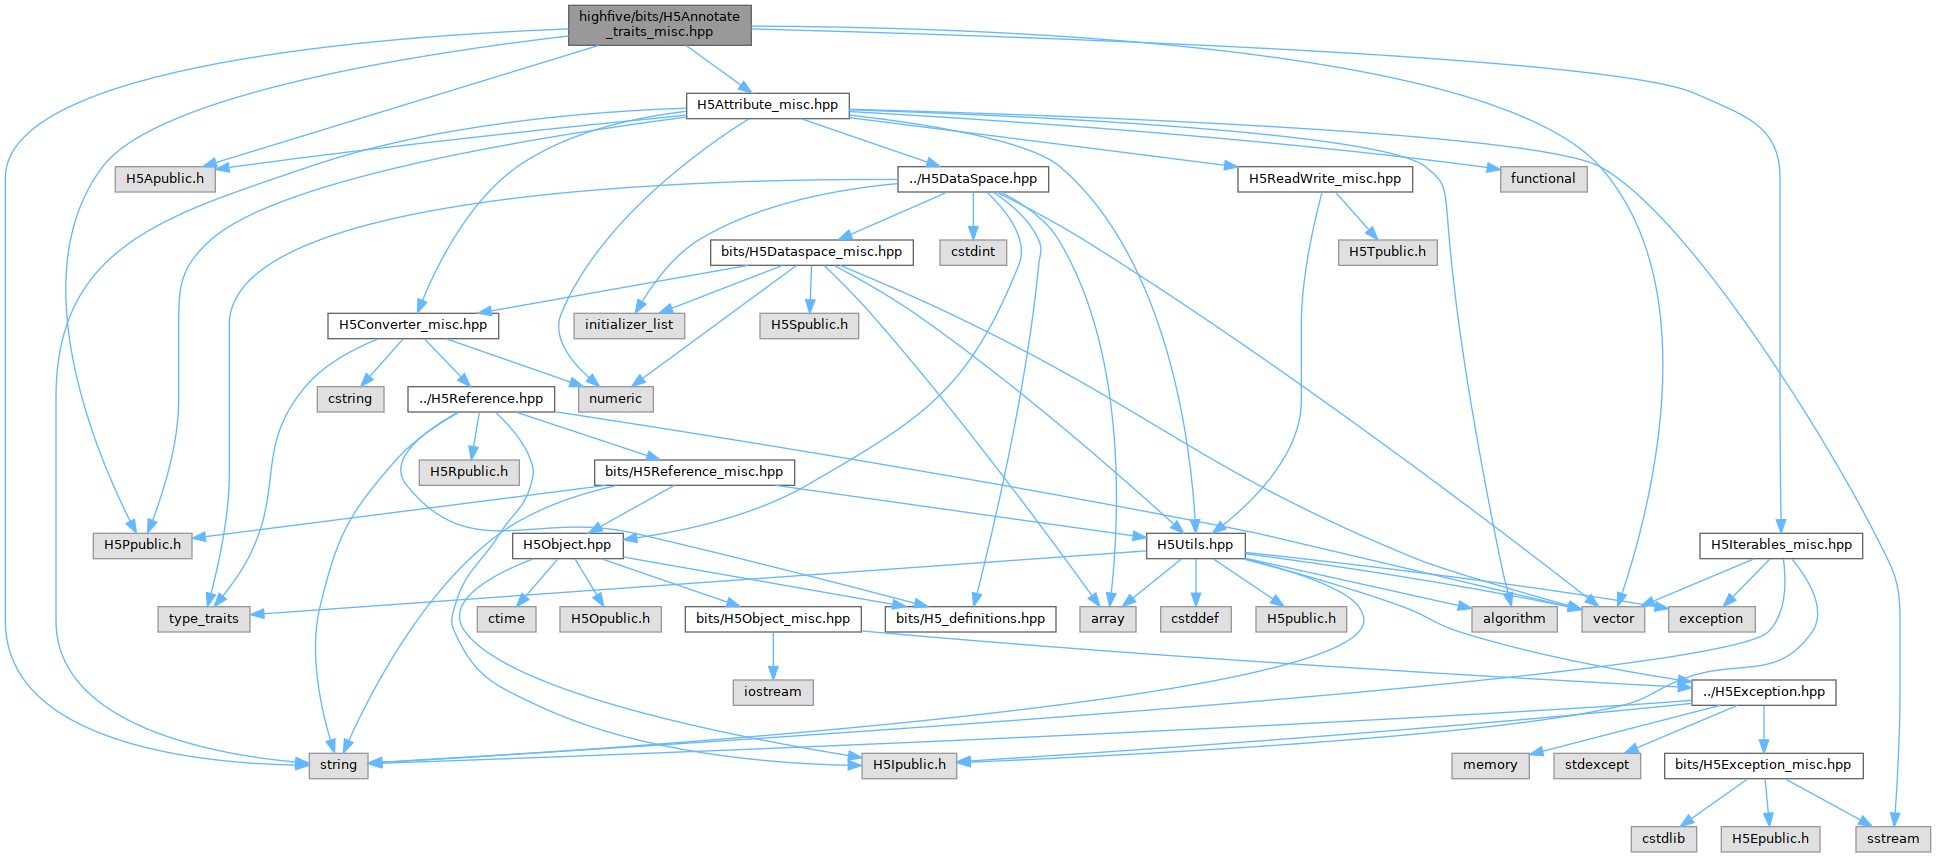 highfive/bits/H5Annotate
_traits_misc.hpp
H5Attribute_misc.hpp
H5Apublic.h
../H5DataSpace.hpp
H5ReadWrite_misc.hpp
functional
bits/H5Dataspace_misc.hpp
cstdint
H5Tpublic.h
H5Converter_misc.hpp
initializer_list
H5Spublic.h
cstring
../H5Reference.hpp
numeric
H5Rpublic.h
bits/H5Reference_misc.hpp
H5Ppublic.h
H5Object.hpp
H5Utils.hpp
H5Iterables_misc.hpp
type_traits
ctime
H5Opublic.h
bits/H5Object_misc.hpp
bits/H5_definitions.hpp
array
cstddef
H5public.h
algorithm
vector
exception
iostream
../H5Exception.hpp
string
H5Ipublic.h
memory
stdexcept
bits/H5Exception_misc.hpp
cstdlib
H5Epublic.h
sstream